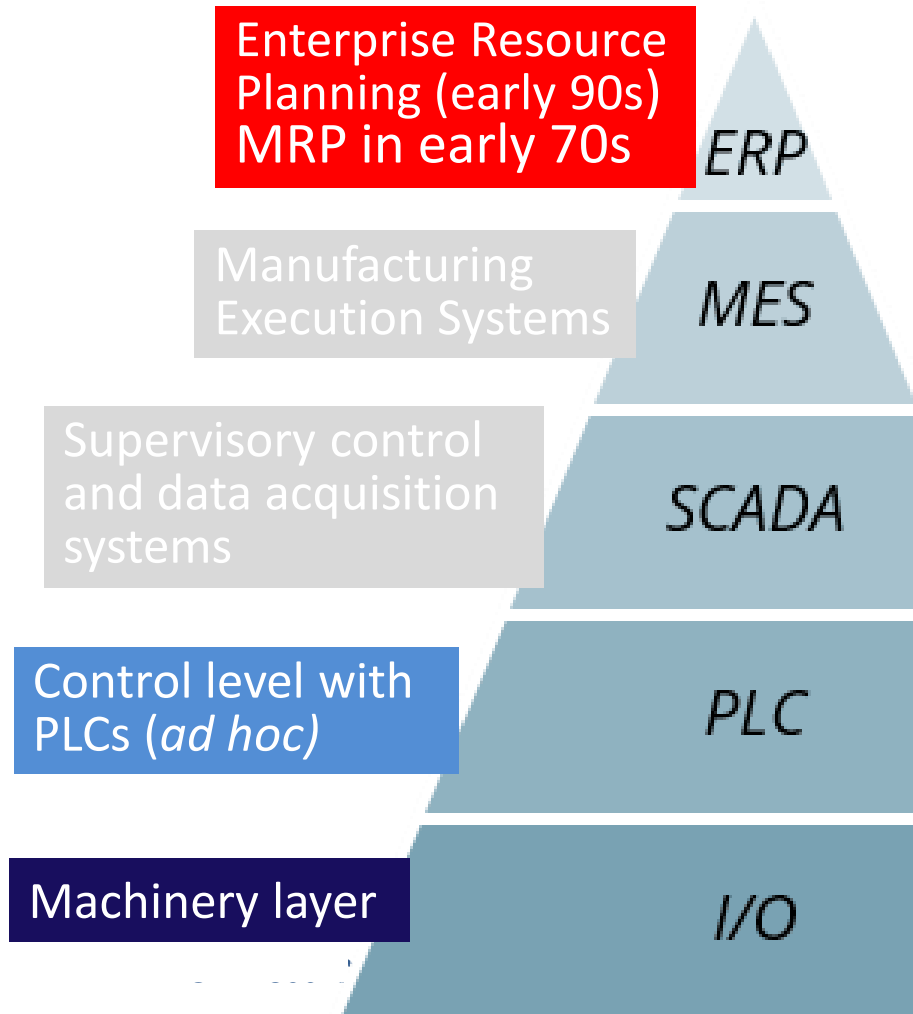 Enterprise Resource
Planning (early 90s)
MRP in early 70s
ERP
Manufacturing
Execution Systems
MES
Supervisory control
and data acquisition
systems
SCADA
Control level with
PLCs (ad hoc)
PLC
Machinery layer
I/O